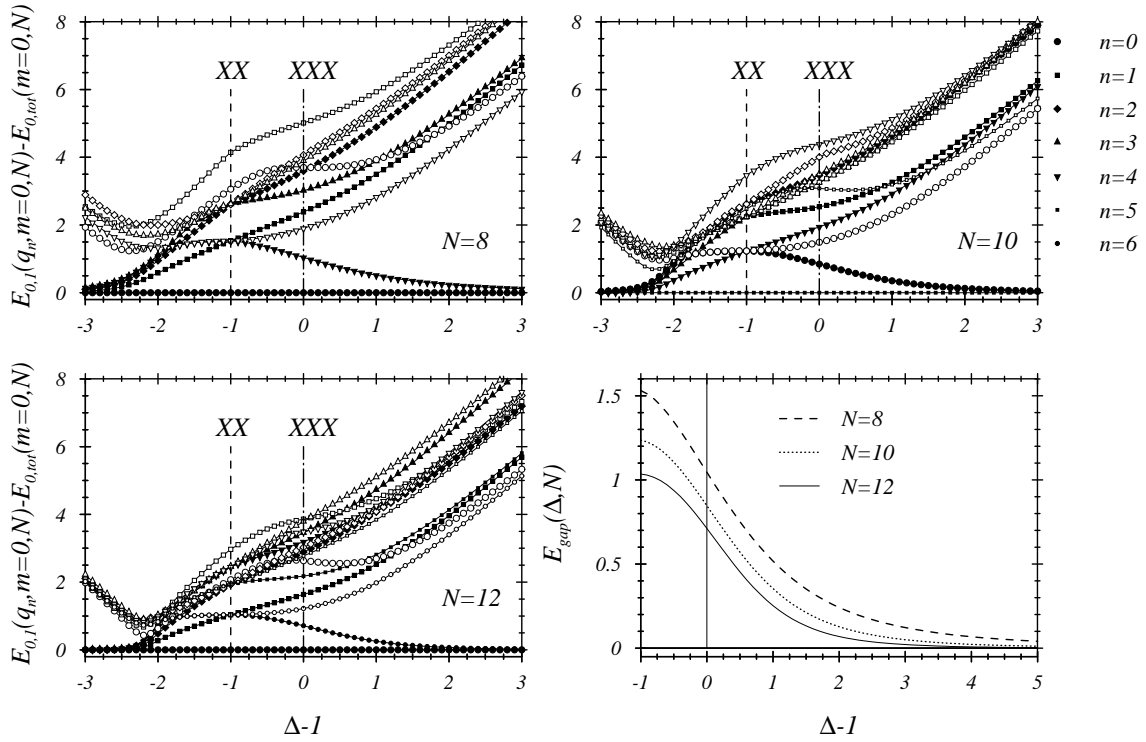 E0,1(qn,m=0,N)-E0,tot(m=0,N)
8
6
4
2
0
XX
XXX
N=8
-3 -2 -1 0 1 2 3
8
6
4
2
0
XX
XXX
N=10
-3 -2 -1 0 1 2 3
n=0
n=1
n=2
n=3
n=4
n=5
n=6
E0,1(qn,m=0,N)-E0,tot(m=0,N)
8
6
4
2
0
XX
XXX
N=12
-3 -2 -1 0 1 2 3
Δ-1
Egap(Δ,N)
1.5
1
0.5
0
N=8
N=10
N=12
-1 0 1 2 3 4 5
Δ-1